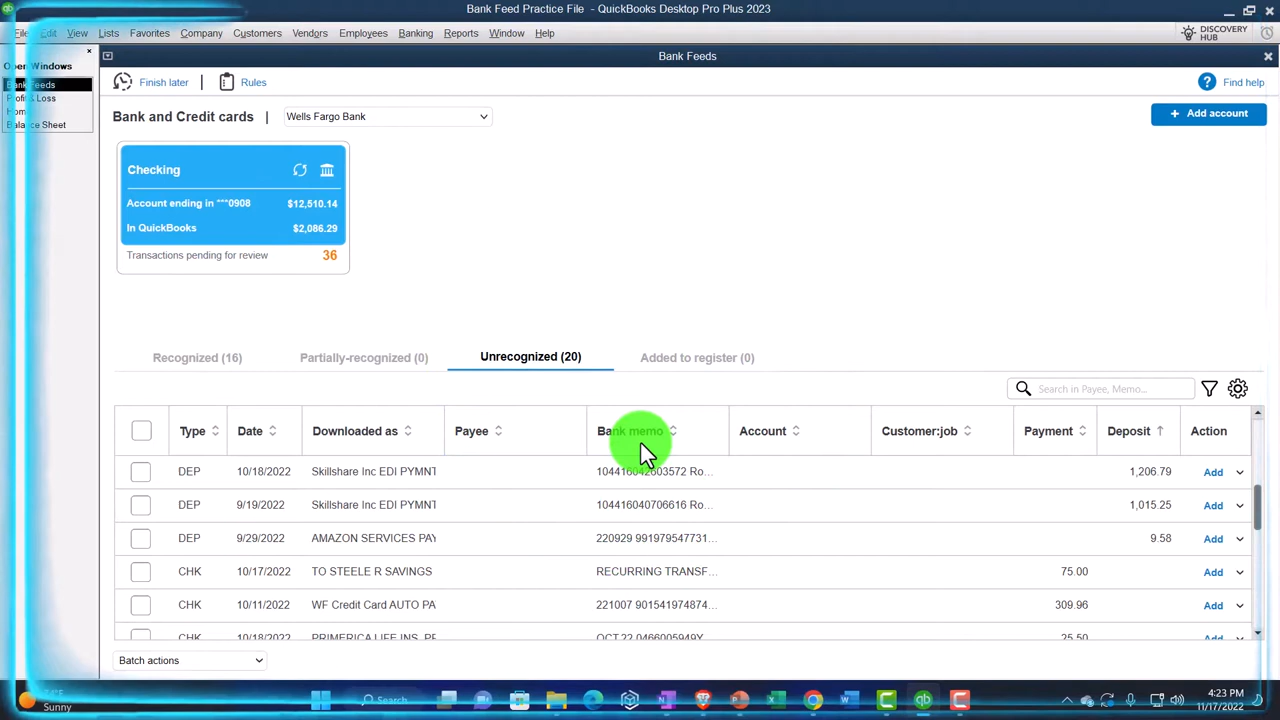 Bank Feed Practice File - QuickBooks Desktop Pro Plus 2023
File Edit View Lists Favorites Company Customers Vendors Employees Banking Reports Window Help
DISCOVERY HUB
Open Windows
Bank Feeds
Profit & Loss
Home
Balance Sheet
Bank Feeds
Finish later | Rules
? Find help
Bank and Credit cards | Wells Fargo Bank
+ Add account
Checking
Account ending in ***0908 $12,510.14
In QuickBooks $2,086.29
Transactions pending for review 36
Recognized (16) Partially-recognized (0) Unrecognized (20) Added to register (0)
Search in Payee, Memo...
Type Date Downloaded as Payee Bank memo Account Customer:job Payment Deposit Action
DEP 10/18/2022 Skillshare Inc EDI PYMNT 104416042603572 Ro... 1,206.79 Add
DEP 9/19/2022 Skillshare Inc EDI PYMNT 104416040706616 Ro... 1,015.25 Add
DEP 9/29/2022 AMAZON SERVICES PAY 220929 991979547731... 9.58 Add
CHK 10/17/2022 TO STEELE R SAVINGS RECURRING TRANSF... 75.00 Add
CHK 10/11/2022 WF Credit Card AUTO PA 221007 901541974874... 309.96 Add
CHK 10/18/2022 PRIMERICA LIFE INS. PR OCT 22 0466005949Y 25.50 Add
Batch actions
Sunny
Search
4:23 PM
11/17/2022